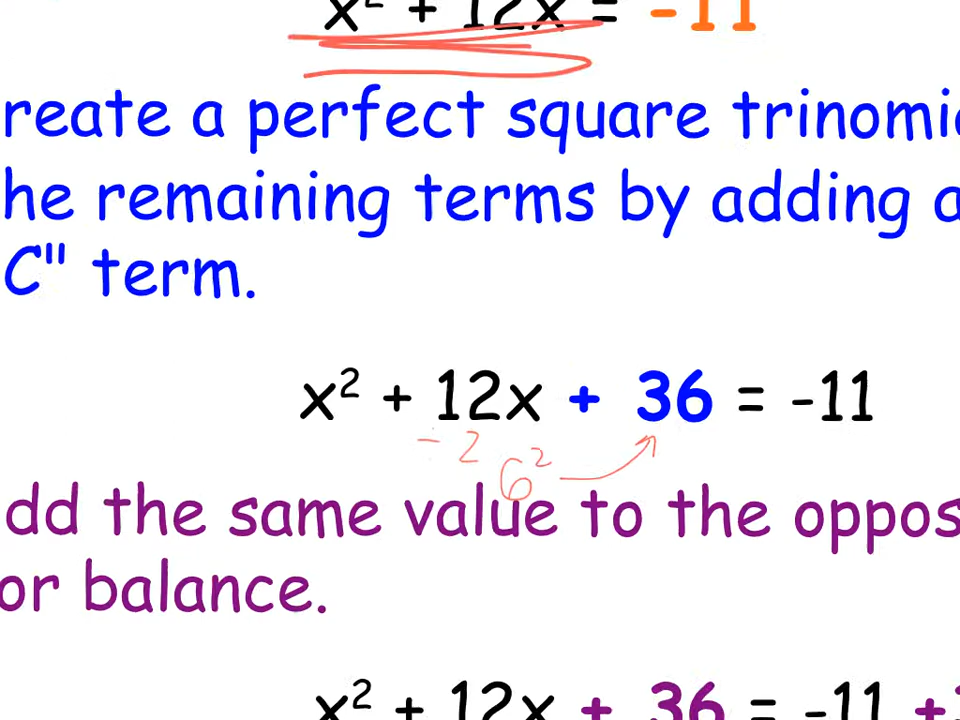 x² + 12x = -11
reate a perfect square trinomi
he remaining terms by adding a
C" term.
x² + 12x + 36 = -11
÷ 2 6²
dd the same value to the oppos
or balance.
x² + 12x + 36 = -11 +